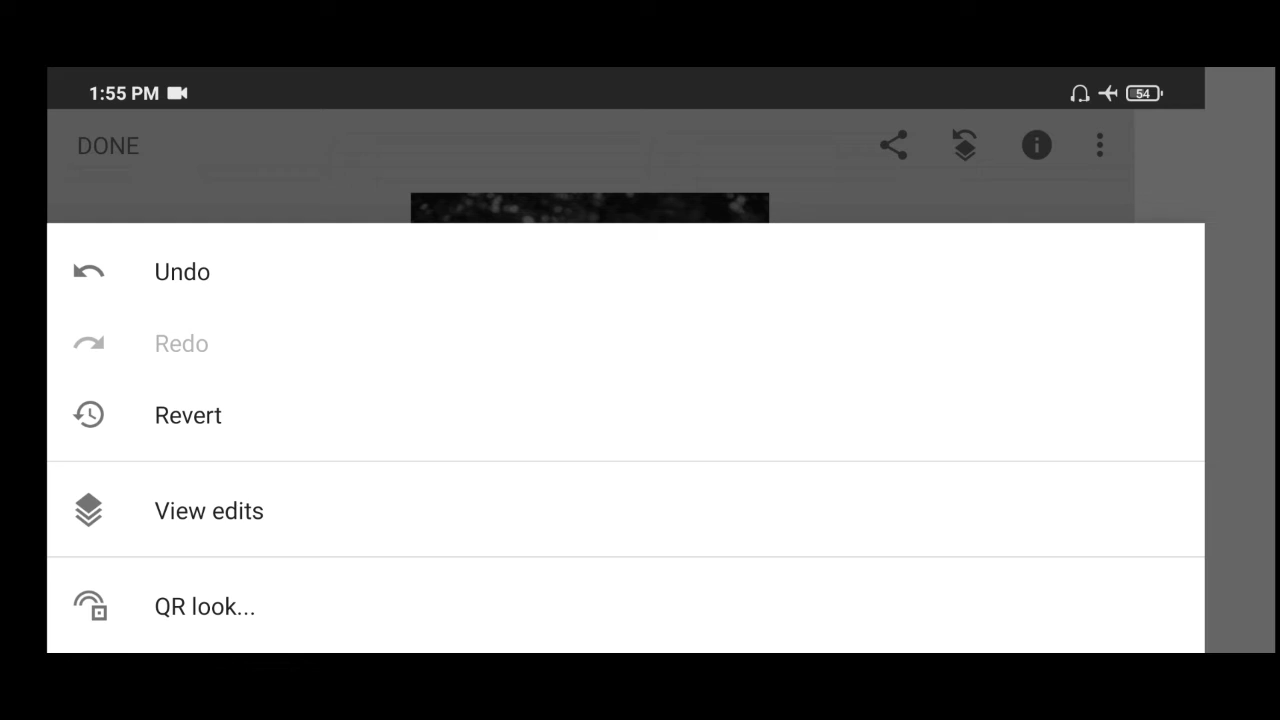 1:55 PM 54
DONE
Undo
Redo
Revert
View edits
QR look...